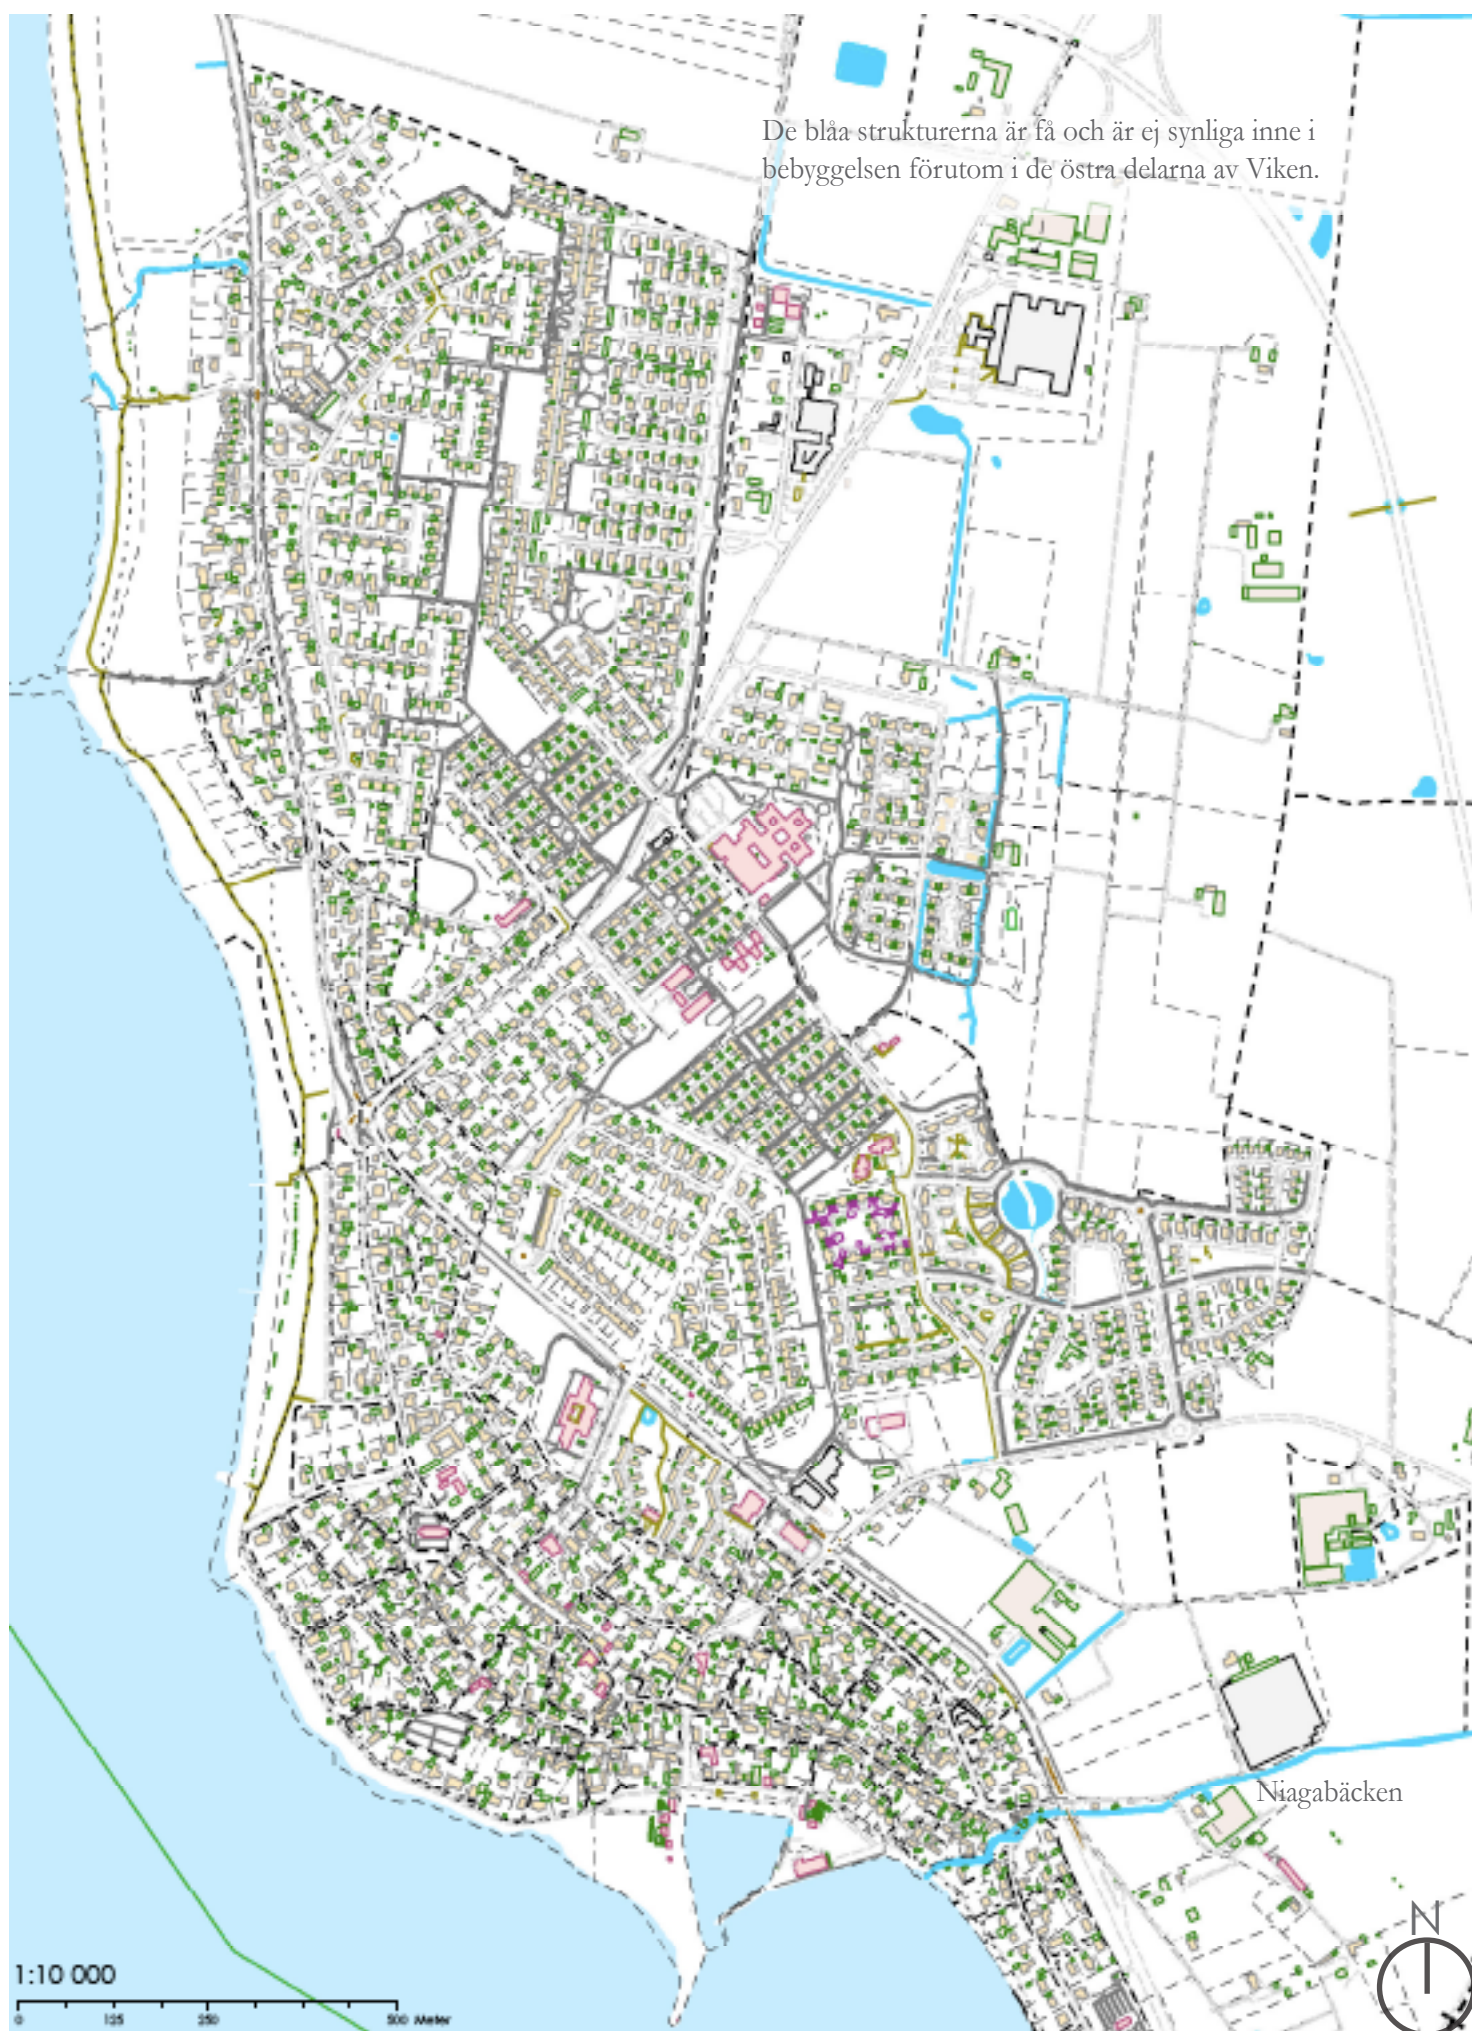 De blåa strukturerna är få och är ej synliga inne i
bebyggelsen förutom i de östra delarna av Viken.
Niagabäcken
N
1:10 000
0 125 250 500 Meter